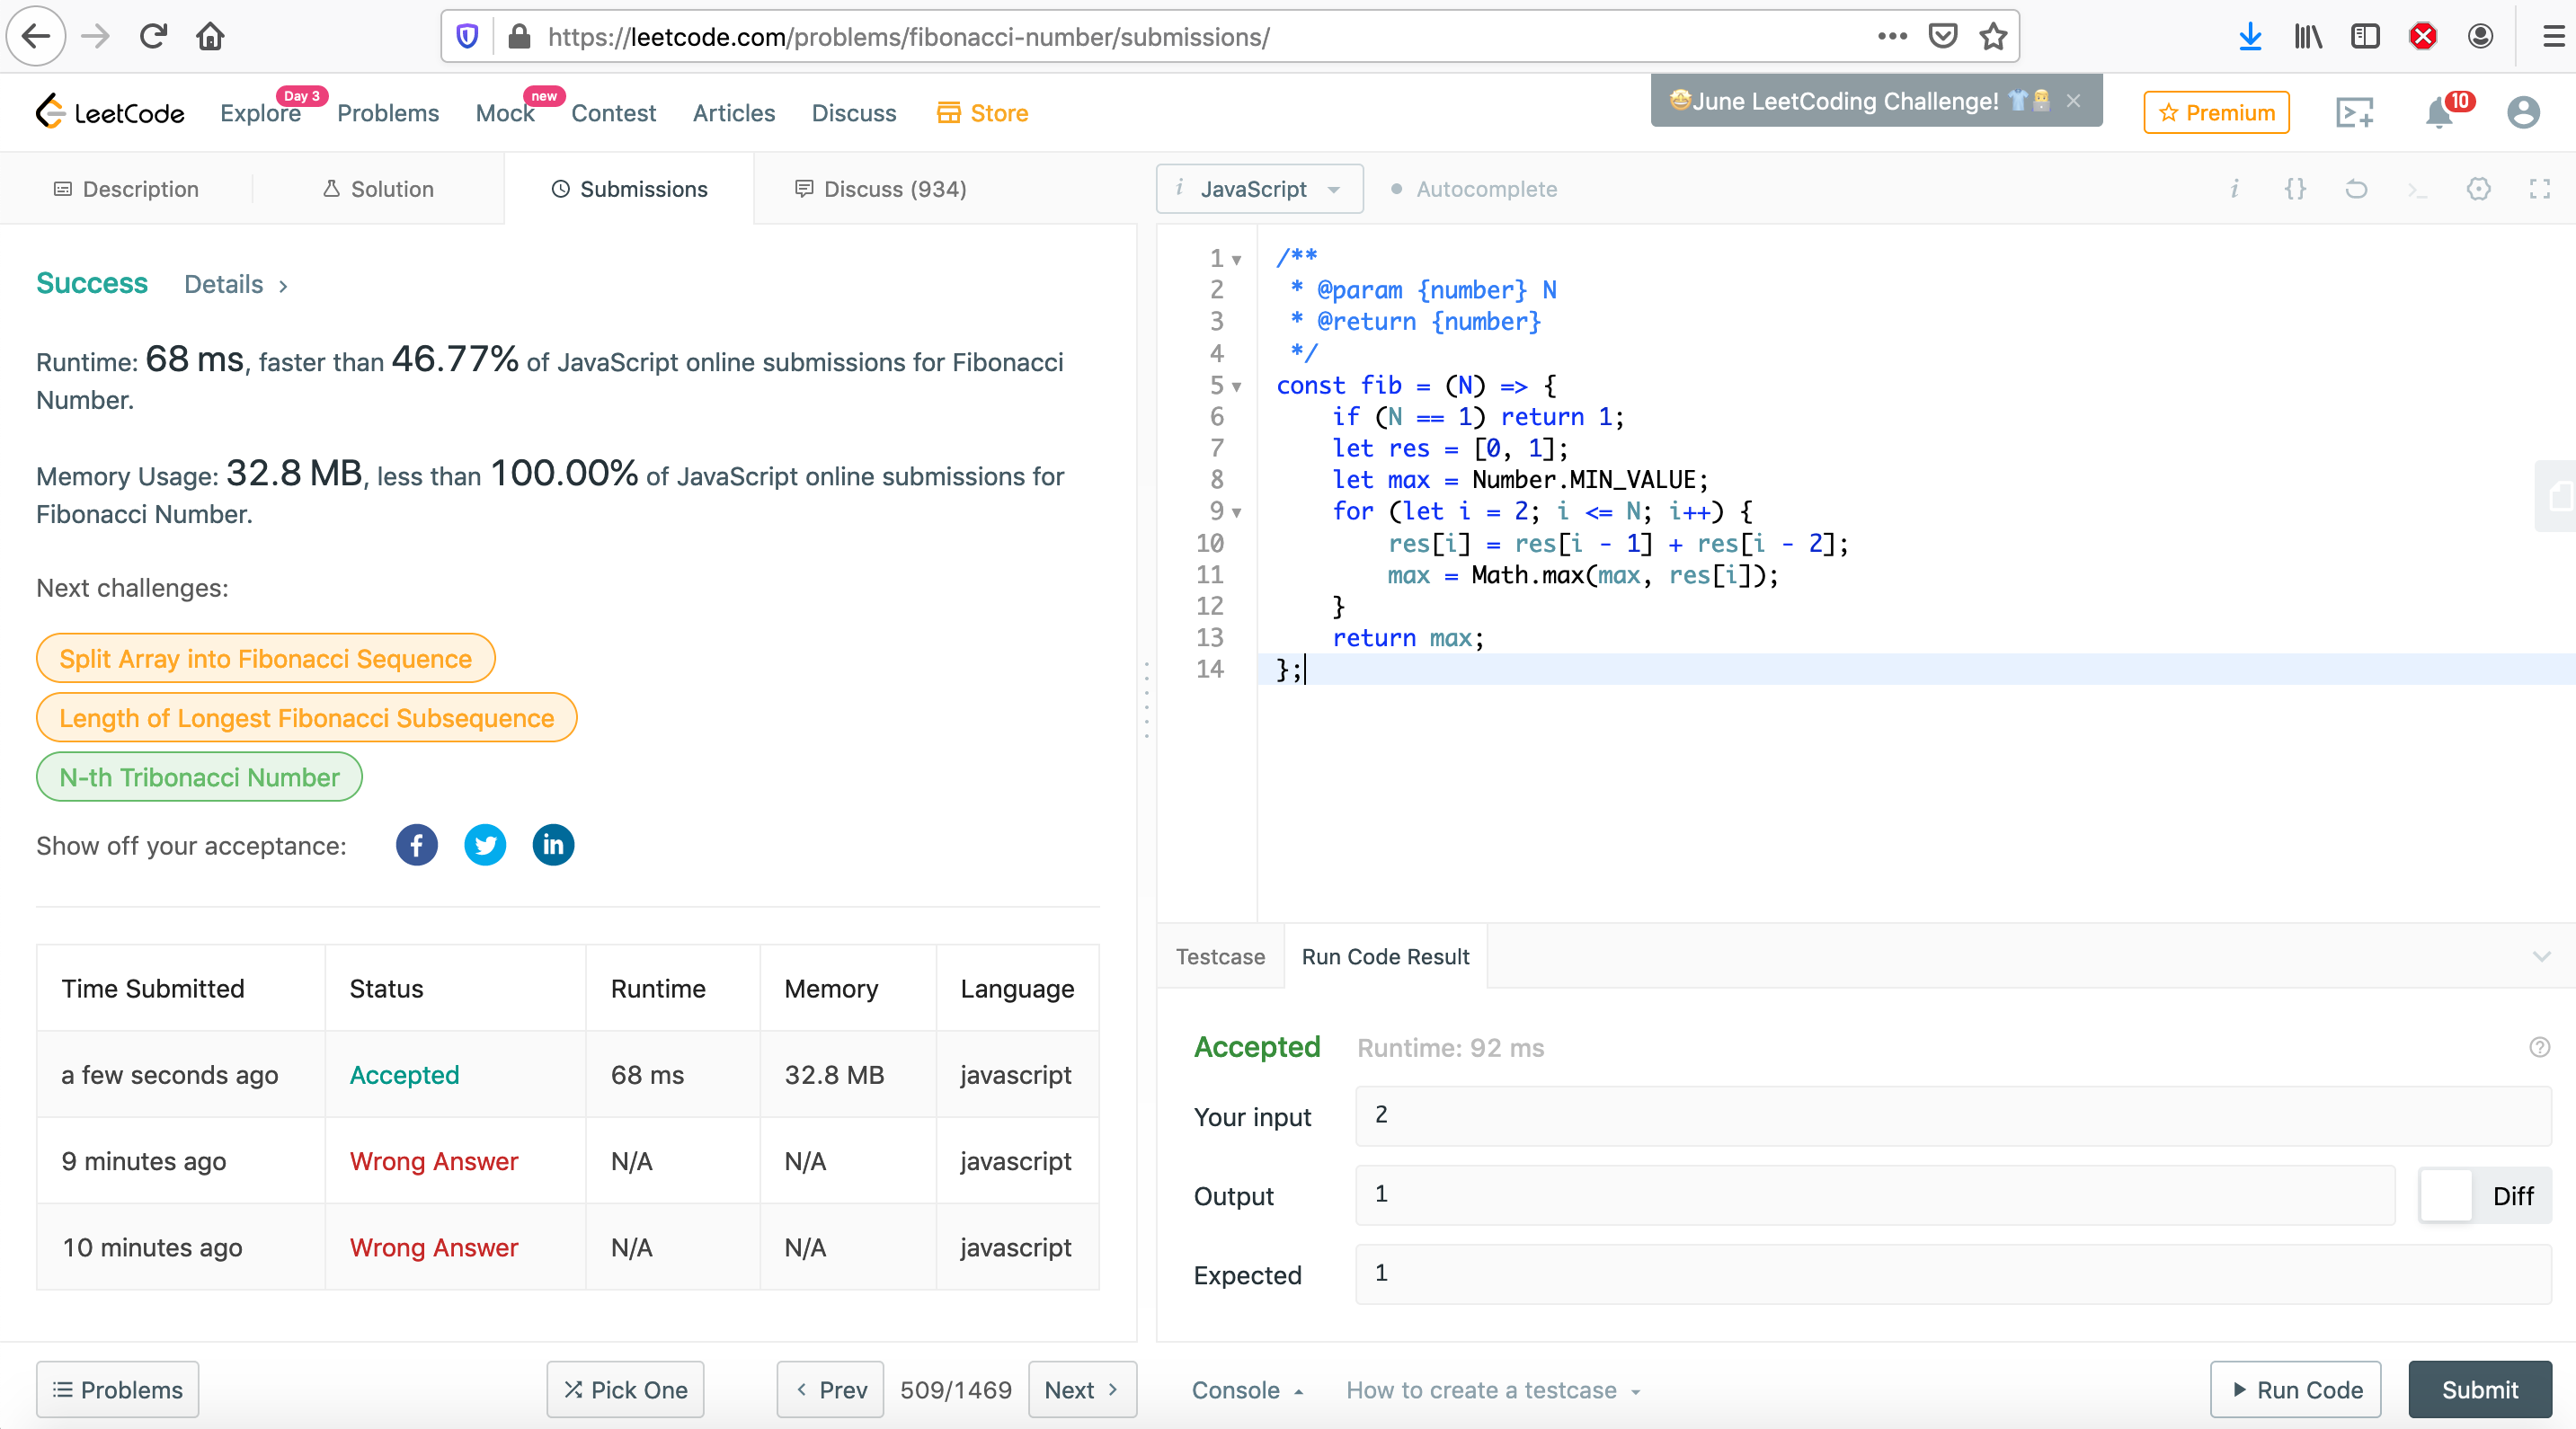 https://leetcode.com/problems/fibonacci-number/submissions/
LeetCode
Explore
Day 3
Problems
Mock
new
Contest
Articles
Discuss
Store
🤩June LeetCoding Challenge! 👕
Premium
10
Description
Solution
Submissions
Discuss (934)
Success
Details
Runtime: 68 ms, faster than 46.77% of JavaScript online submissions for Fibonacci
Number.
Memory Usage: 32.8 MB, less than 100.00% of JavaScript online submissions for
Fibonacci Number.
Next challenges:
Split Array into Fibonacci Sequence
Length of Longest Fibonacci Subsequence
N-th Tribonacci Number
Show off your acceptance:
Time Submitted Status Runtime Memory Language
a few seconds ago Accepted 68 ms 32.8 MB javascript
9 minutes ago Wrong Answer N/A N/A javascript
10 minutes ago Wrong Answer N/A N/A javascript
Problems
Pick One
Prev
509/1469
Next
i JavaScript
Autocomplete
i {}
1 /**
2  * @param {number} N
3  * @return {number}
4  */
5 const fib = (N) => {
6     if (N == 1) return 1;
7     let res = [0, 1];
8     let max = Number.MIN_VALUE;
9     for (let i = 2; i <= N; i++) {
10         res[i] = res[i - 1] + res[i - 2];
11         max = Math.max(max, res[i]);
12     }
13     return max;
14 };
Testcase
Run Code Result
Accepted Runtime: 92 ms
Your input 2
Output 1
Diff
Expected 1
Console
How to create a testcase
Run Code
Submit